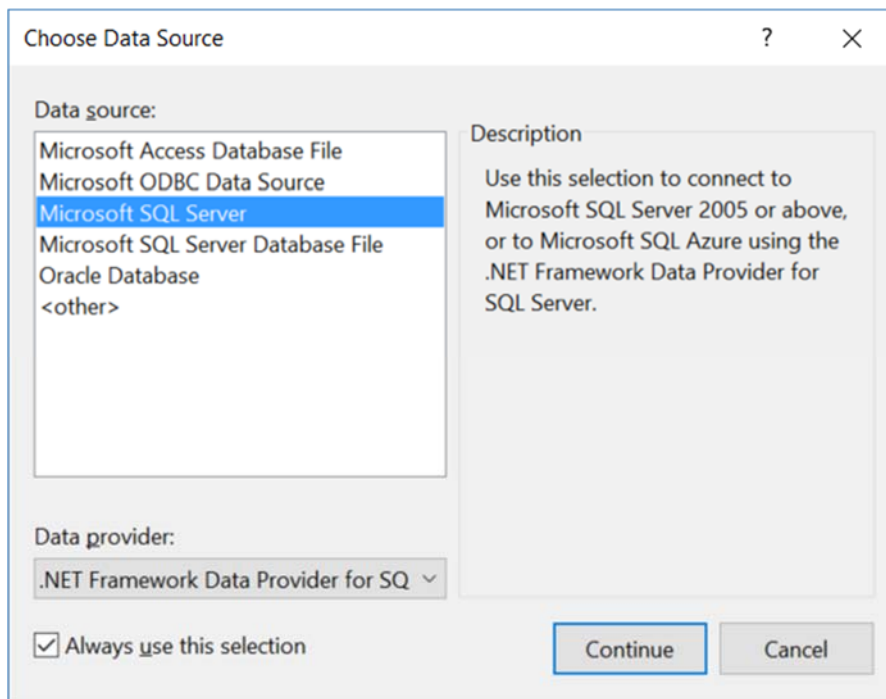 Choose Data Source
?
Data source:
Microsoft Access Database File
Microsoft ODBC Data Source
Microsoft SQL Server
Microsoft SQL Server Database File
Oracle Database
<other>
Description
Use this selection to connect to
Microsoft SQL Server 2005 or above,
or to Microsoft SQL Azure using the
.NET Framework Data Provider for
SQL Server.
Data provider:
.NET Framework Data Provider for SQ
Always use this selection
Continue
Cancel